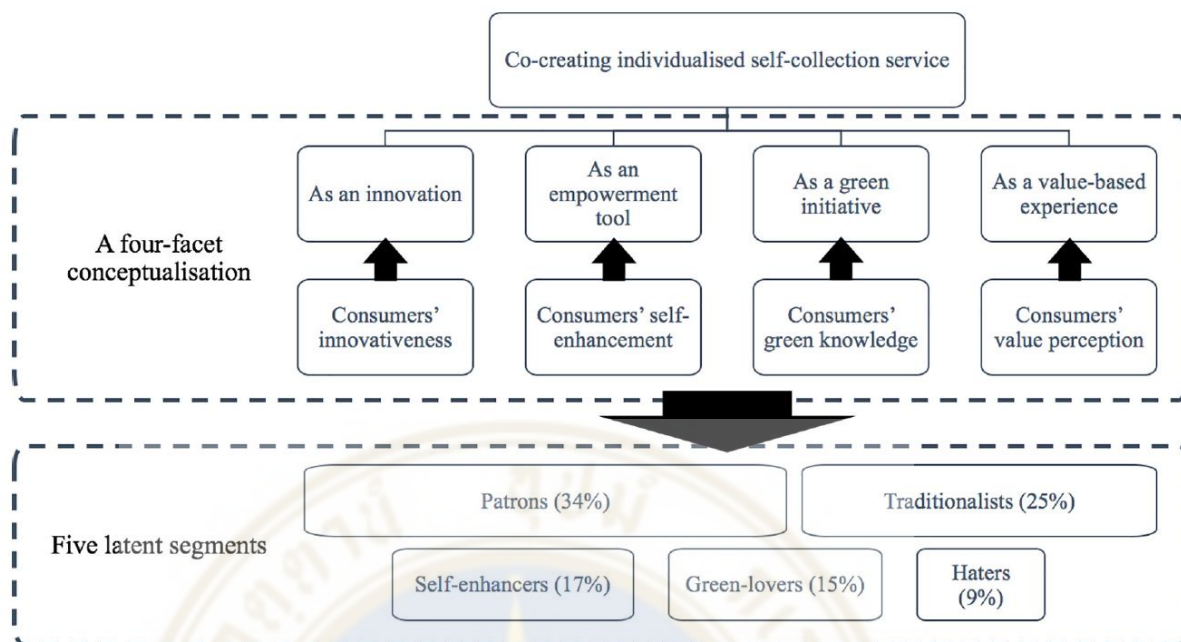 Co-creating individualised self-collection service
As an innovation
As an
empowerment
tool
As a green
initiative
As a value-based
experience
A four-facet
conceptualisation
Consumers’
innovativeness
Consumers’ self-
enhancement
Consumers’
green knowledge
Consumers’
value perception
Patrons (34%)
Traditionalists (25%)
Five latent segments
Self-enhancers (17%)
Green-lovers (15%)
Haters
(9%)